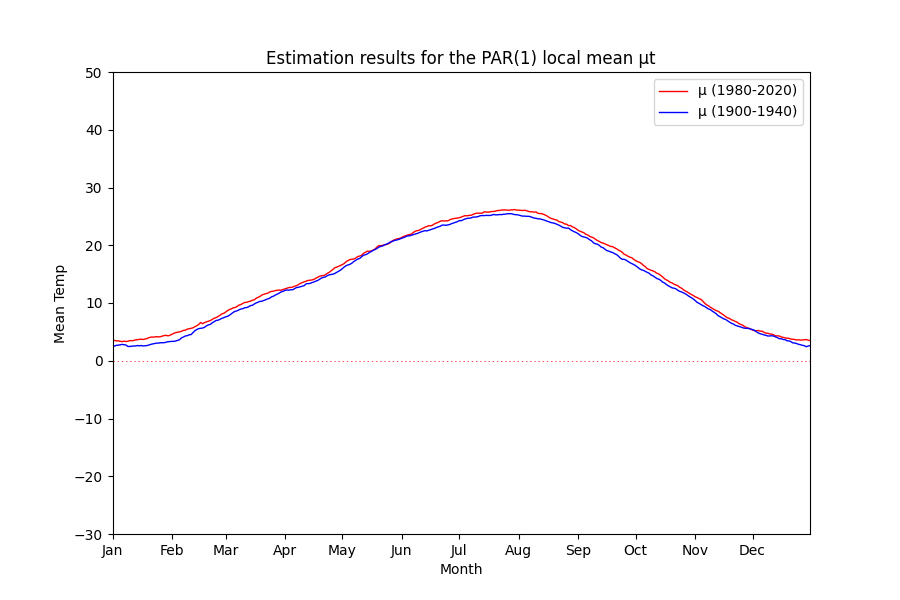 Estimation results for the PAR(1) local mean μt
μ (1980-2020)
μ (1900-1940)
50
40
30
20
10
0
−10
−20
−30
Mean Temp
Jan Feb Mar Apr May Jun Jul Aug Sep Oct Nov Dec
Month